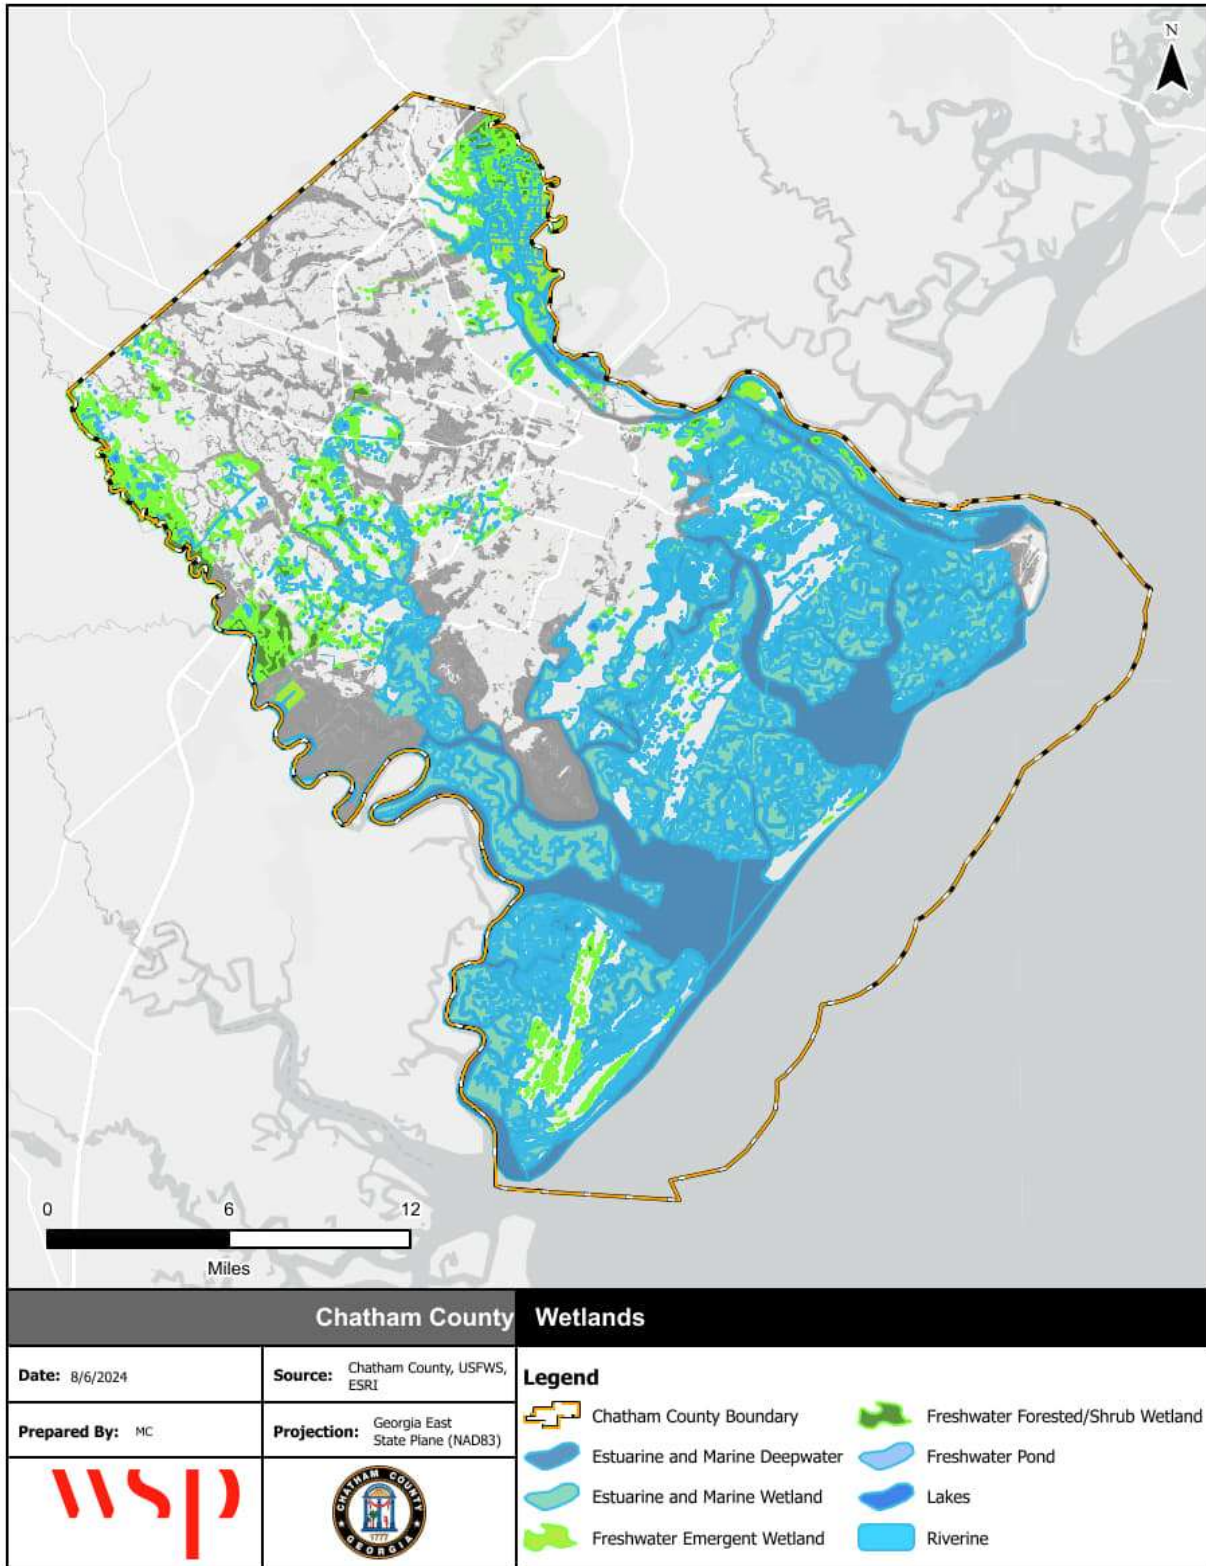 N
0 6 12
Miles
Chatham County Wetlands
Date: 8/6/2024
Source: Chatham County, USFWS,
ESRI
Prepared By: MC
Projection: Georgia East
State Plane (NAD83)
wsp
CHATHAM COUNTY
1777
GEORGIA
Legend
Chatham County Boundary
Estuarine and Marine Deepwater
Estuarine and Marine Wetland
Freshwater Emergent Wetland
Freshwater Forested/Shrub Wetland
Freshwater Pond
Lakes
Riverine